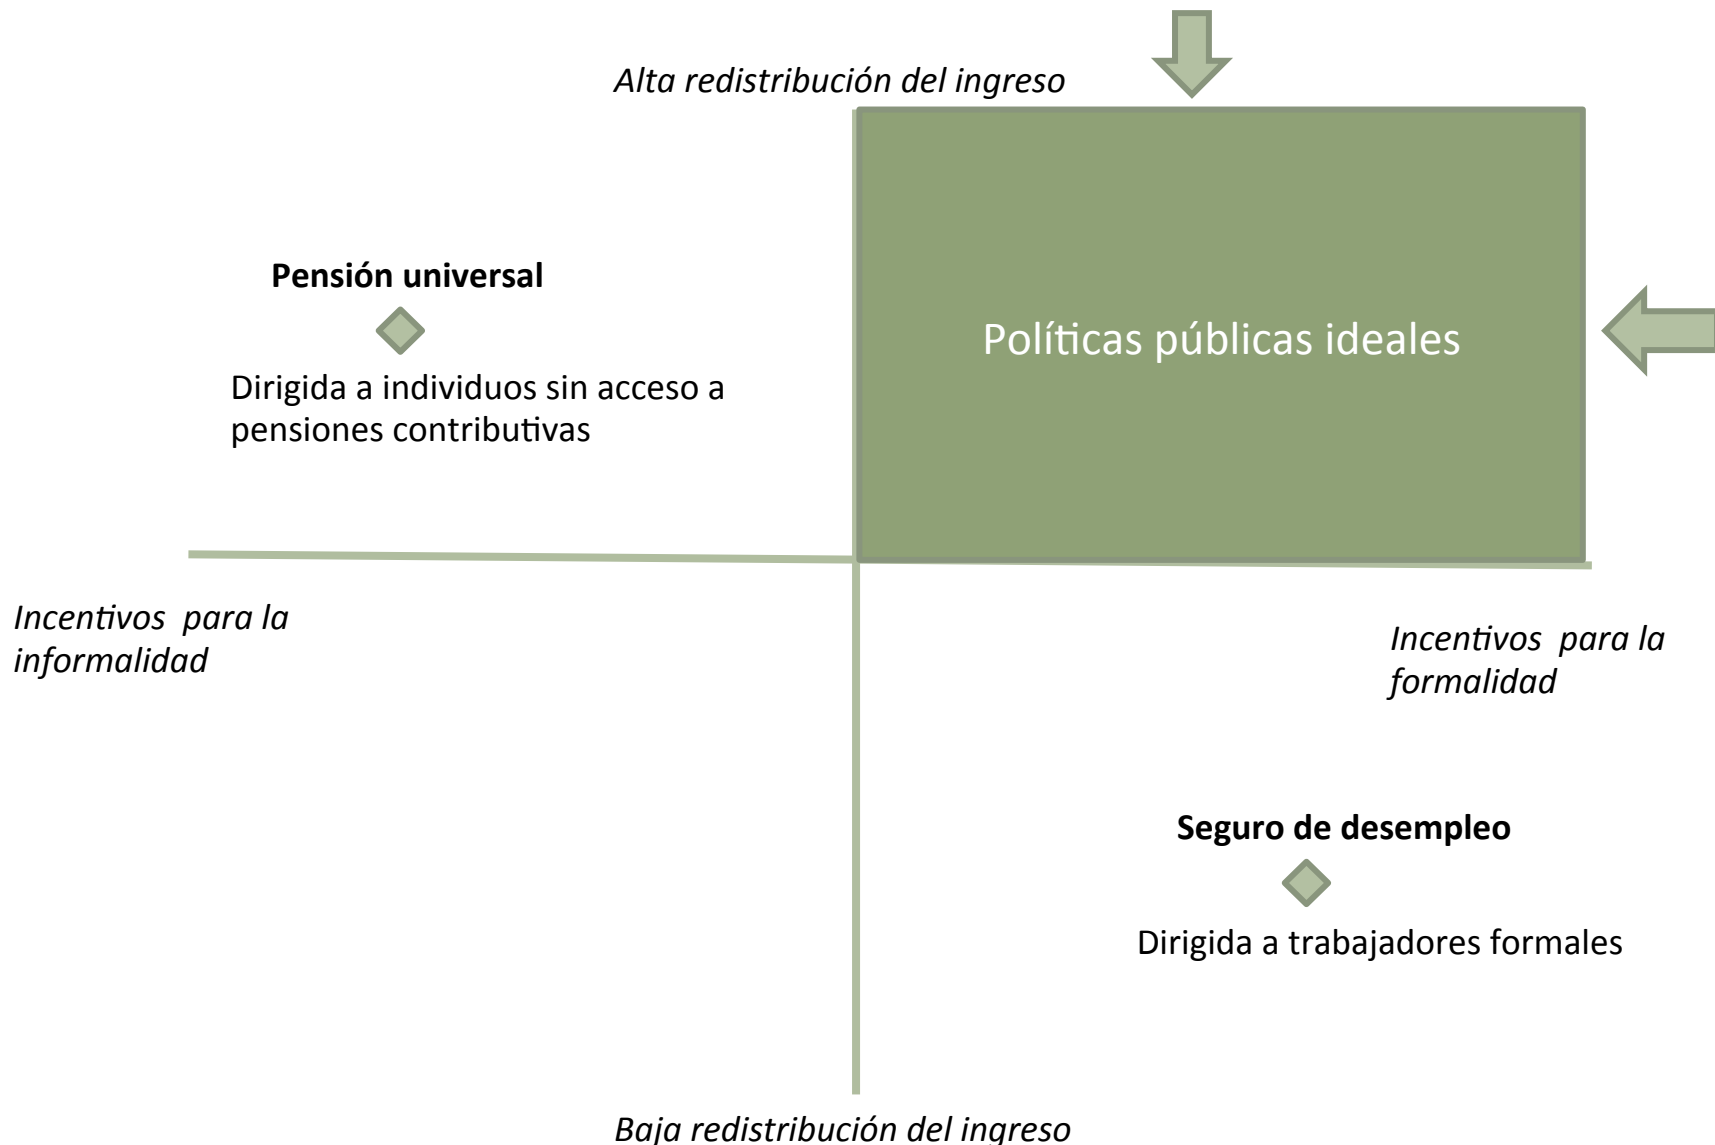 Alta redistribución del ingreso
Pensión universal
Dirigida a individuos sin acceso a
pensiones contributivas
Políticas públicas ideales
Incentivos  para la
informalidad
Incentivos  para la
formalidad
Seguro de desempleo
Dirigida a trabajadores formales
Baja redistribución del ingreso